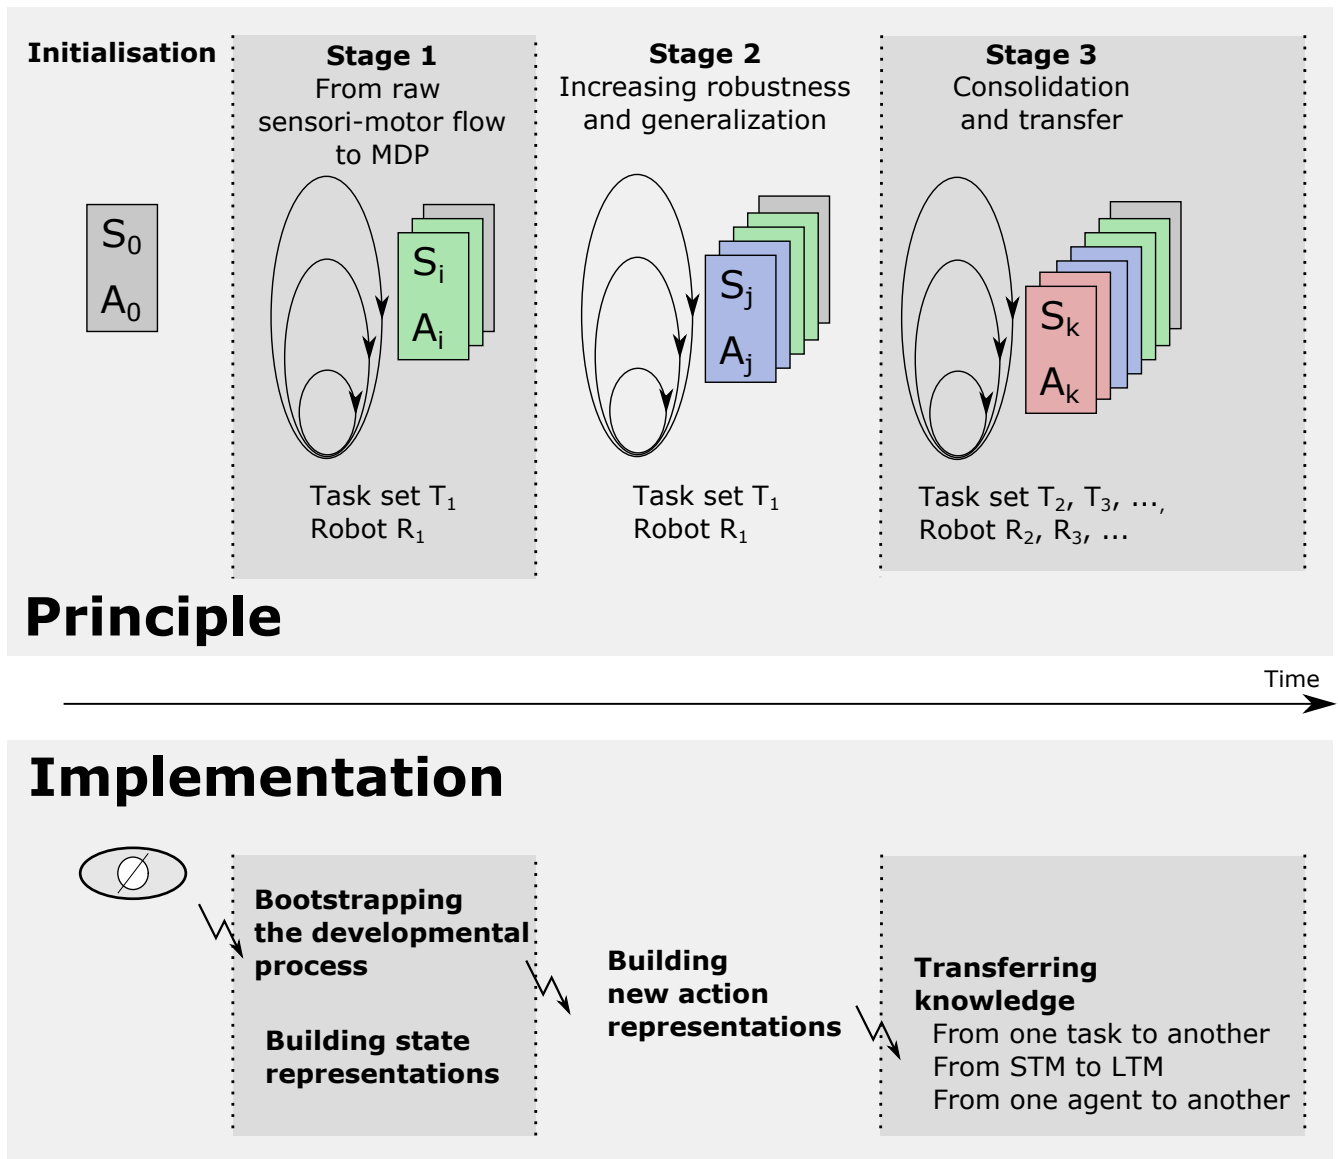 Initialisation
Stage 1
From raw
sensori-motor flow
to MDP
Stage 2
Increasing robustness
and generalization
Stage 3
Consolidation
and transfer
S0
A0
Si
Ai
Sj
Aj
Sk
Ak
Task set T1
Robot R1
Task set T1
Robot R1
Task set T2, T3, ...,
Robot R2, R3, ...
Principle
Time
Implementation
Bootstrapping
the developmental
process
Building state
representations
Building
new action
representations
Transferring
knowledge
From one task to another
From STM to LTM
From one agent to another